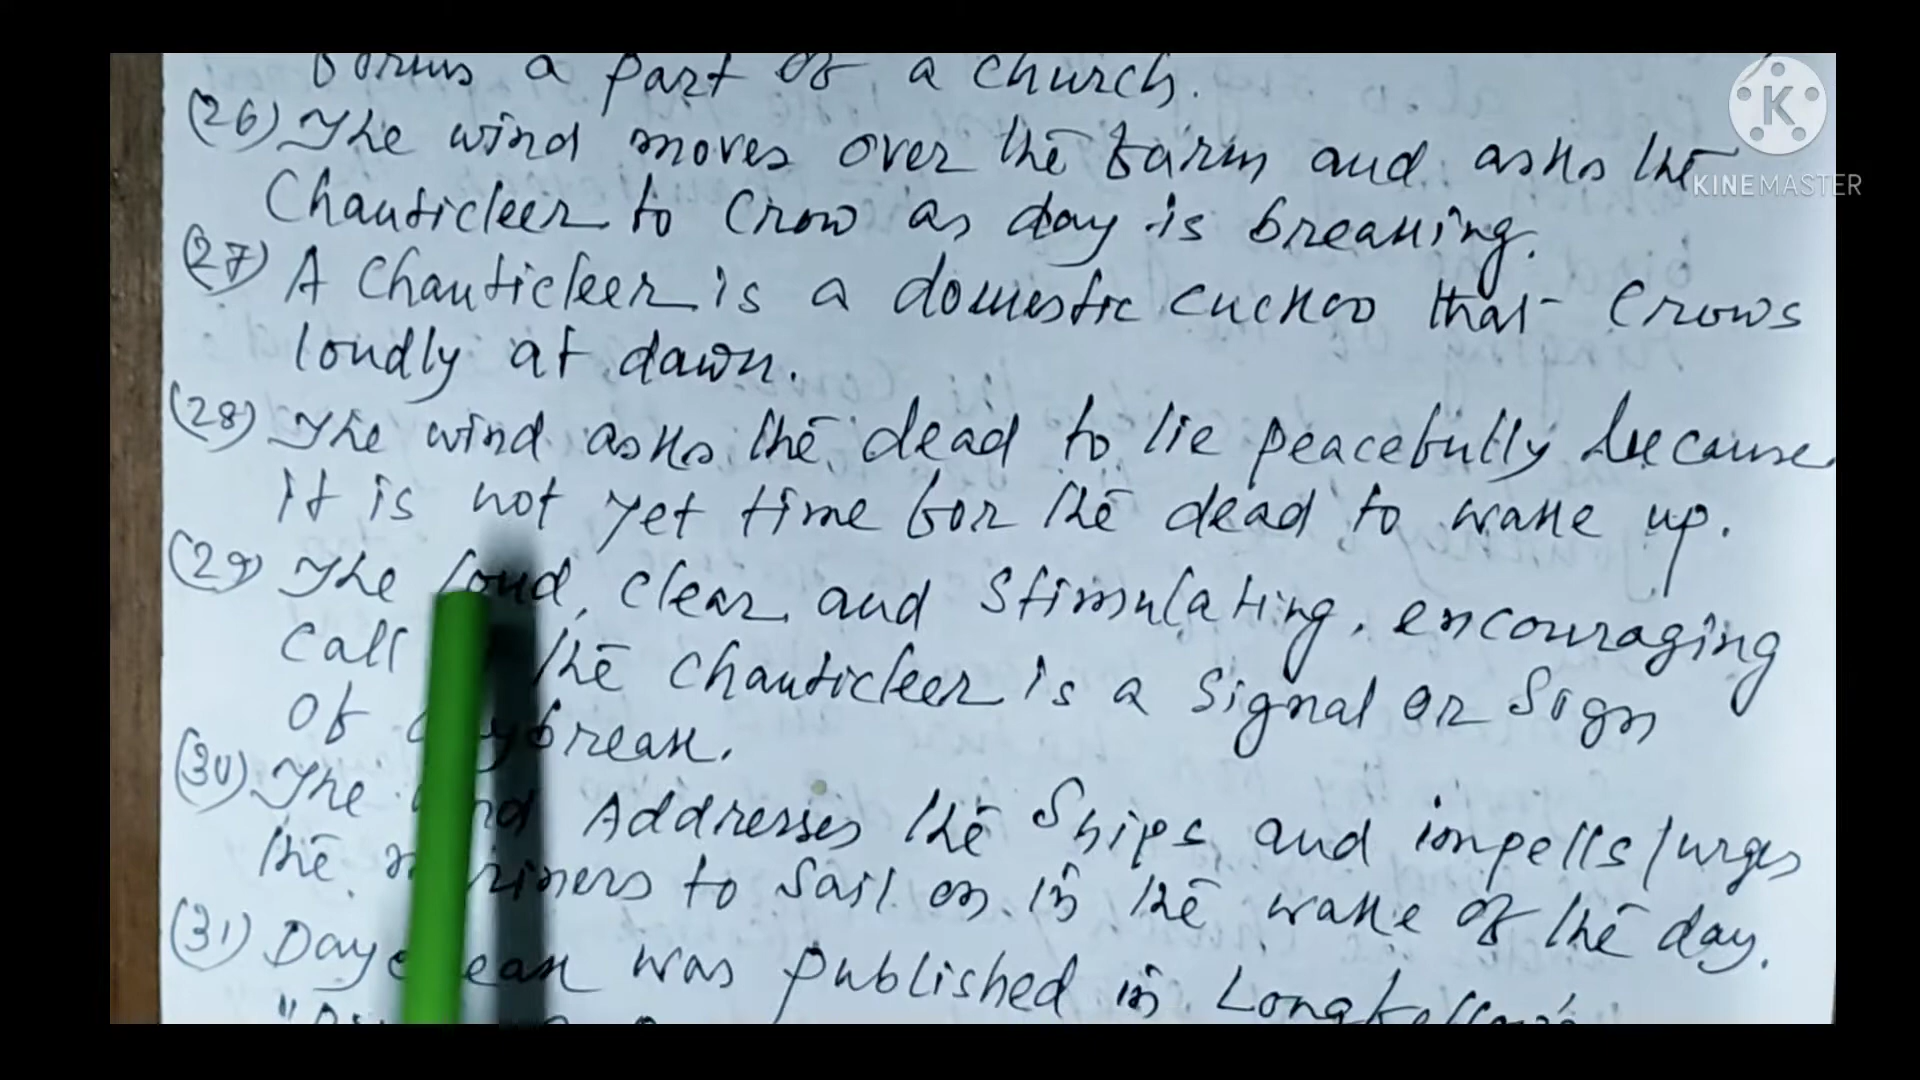 forms a part of a church.
(26) The wind moves over the farm and asks the
Chanticleer to crow as day is breaking.
(27) A Chanticleer is a domestic cuckoo that crows
loudly at dawn.
(28) The wind asks the dead to lie peacefully because
it is not yet time for the dead to wake up.
(29) The loud, clear and stimulating, encouraging
call the chanticleer is a signal or sign
of daybreak.
(30) The wind Addresses the Ships and impells/urges
the mariners to sail on in the wake of the day.
(31) Daybreak was published in Longfellow's
KINEMASTER